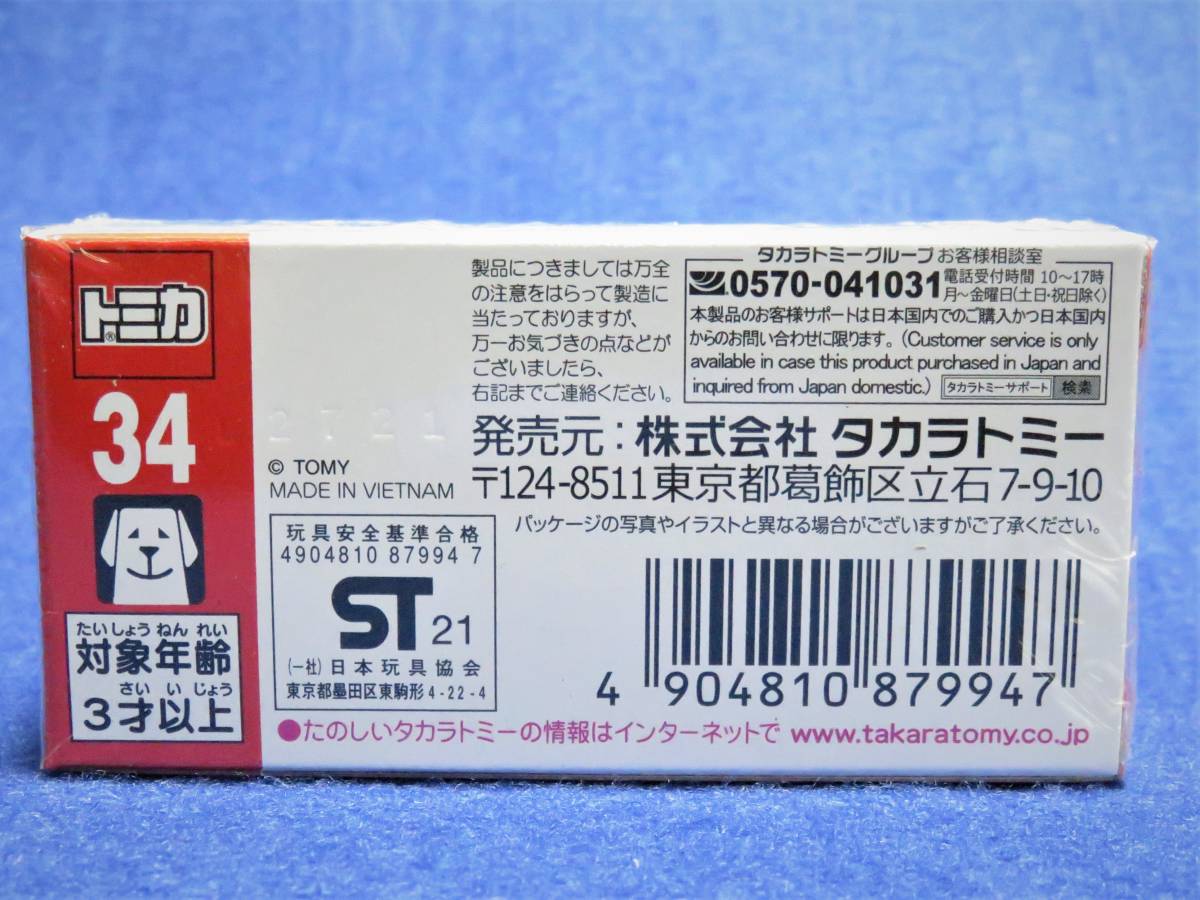 トミカ®
34
たいしょう ねん れい
対象年齢
さい い じょう
3才以上
2721
© TOMY
MADE IN VIETNAM
玩具安全基準合格
4904810 87994 7
ST 21
(一社)日本玩具協会
東京都墨田区東駒形4-22-4
製品につきましては万全
の注意をはらって製造に
当たっておりますが、
万一お気づきの点などが
ございましたら、
右記までご連絡ください。
タカラトミーグループ お客様相談室
0570-041031 電話受付時間 10〜17時
月〜金曜日(土日・祝日除く)
本製品のお客様サポートは日本国内でのご購入かつ日本国内
からのお問い合わせに限ります。(Customer service is only
available in case this product purchased in Japan and
inquired from Japan domestic.) タカラトミーサポート 検索
発売元：株式会社 タカラトミー
〒124-8511東京都葛飾区立石7-9-10
パッケージの写真やイラストと異なる場合がございますがご了承ください。
4 904810 879947
●たのしいタカラトミーの情報はインターネットで www.takaratomy.co.jp